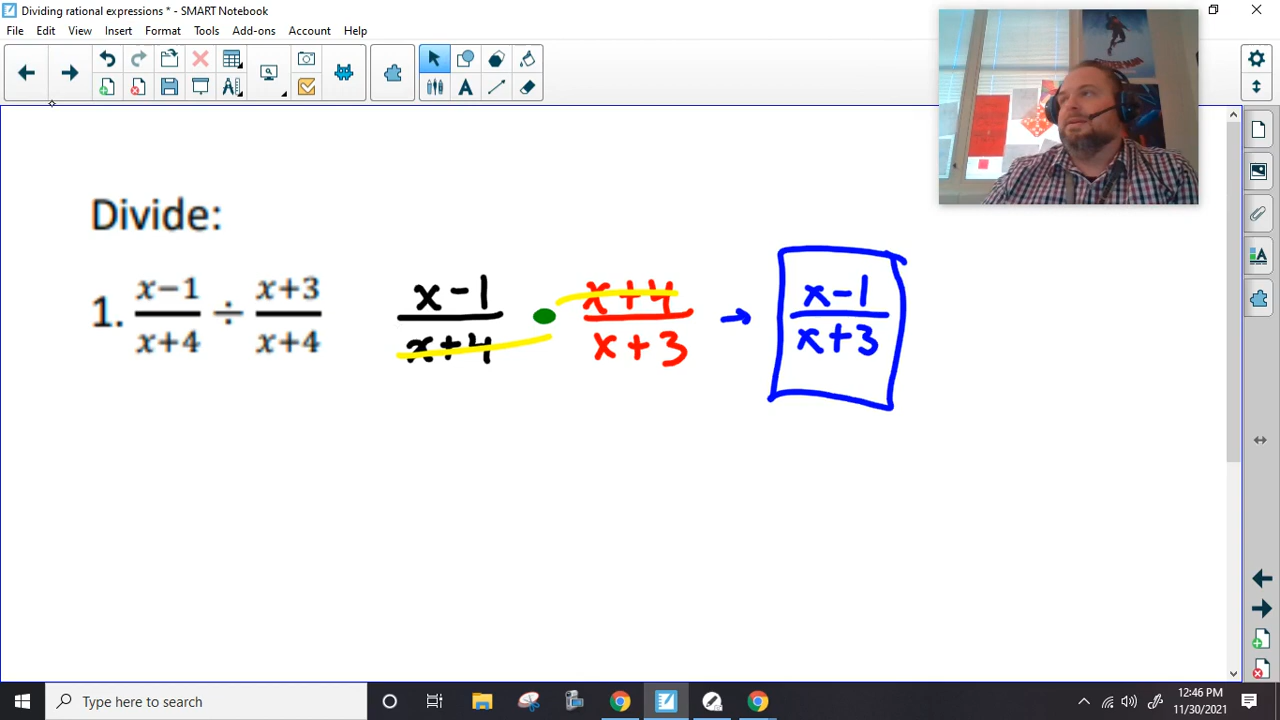 Dividing rational expressions * - SMART Notebook
File Edit View Insert Format Tools Add-ons Account Help
Divide:
1. x−1/x+4 ÷ x+3/x+4 x-1/x+4 • x+4/x+3 → x-1/x+3
Type here to search
12:46 PM
11/30/2021